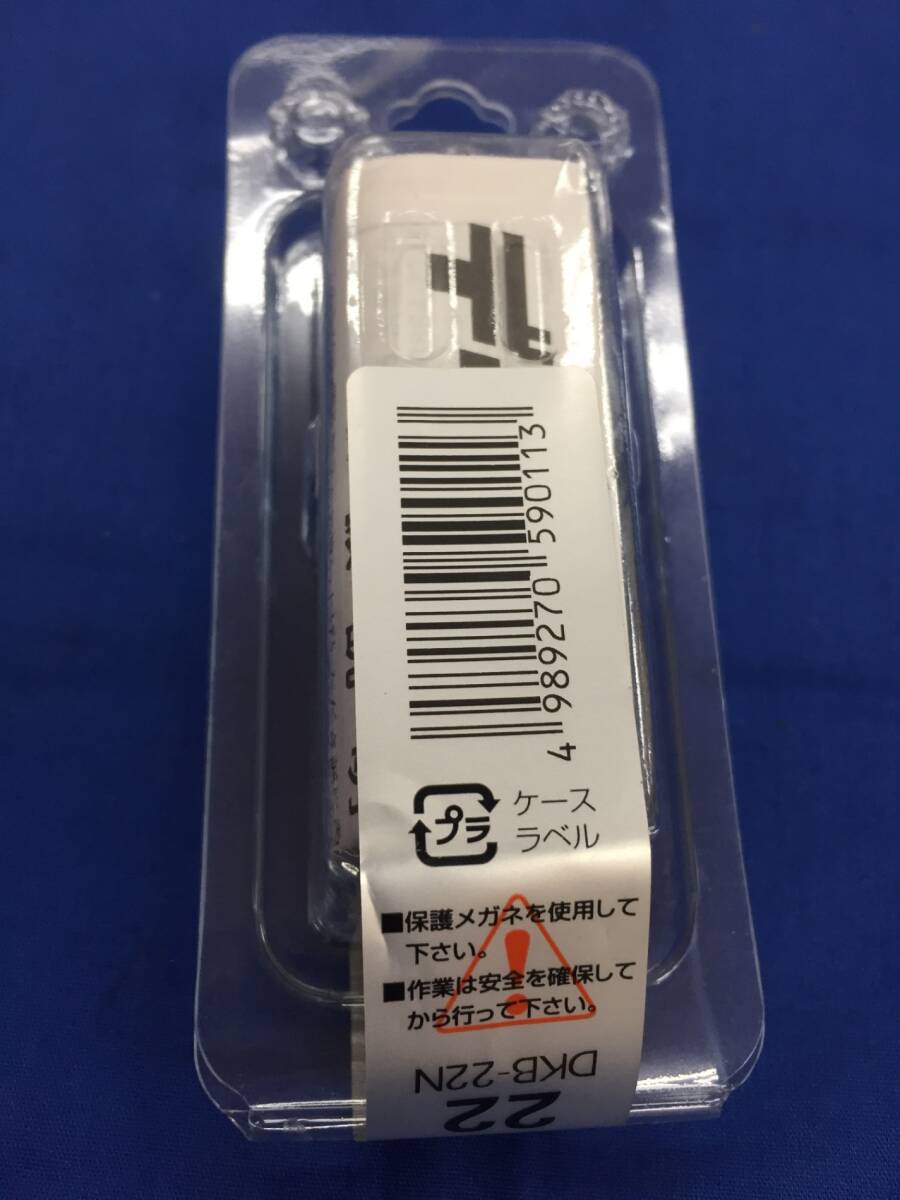 4 989270 590113
プラ
ケース
ラベル
■保護メガネを使用して
下さい。
■作業は安全を確保して
から行って下さい。
DKB-22N
22